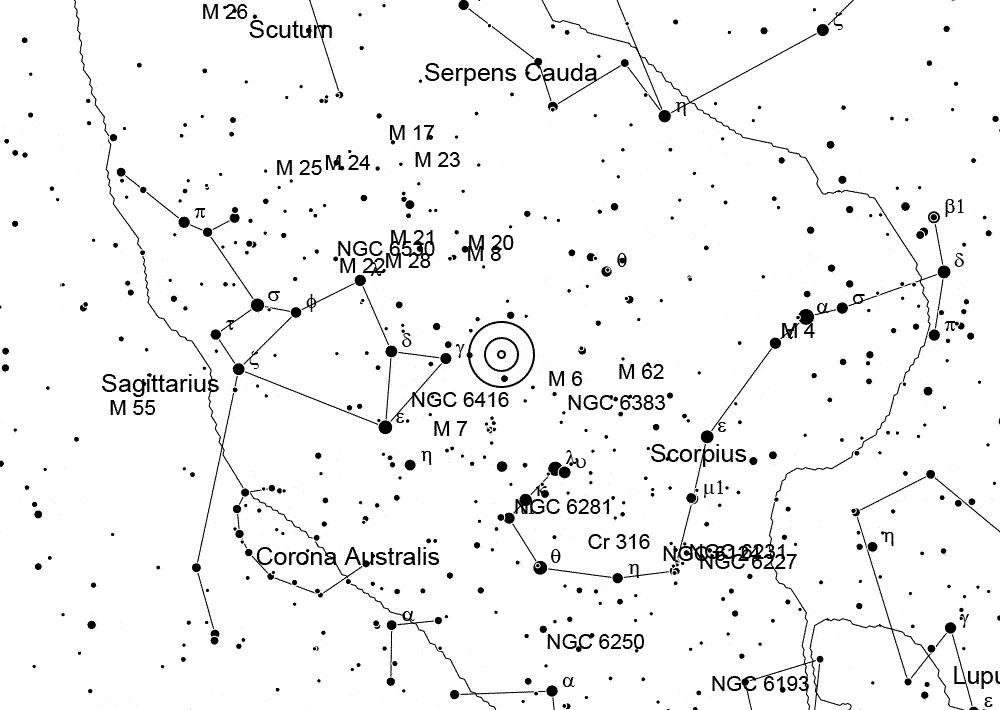 M 26
Scutum
ζ
Serpens Cauda
η
M 17
M 25
M 24
M 23
π
β1
M 21
NGC 6530
M 20
M 8
M 22
λ
M 28
θ
δ
σ
φ
α
σ
τ
M 4
π
δ
γ
ζ
Sagittarius
M 55
M 6
M 62
NGC 6416
NGC 6383
ε
M 7
ε
Scorpius
η
λ
υ
κ
μ1
NGC 6281
Cr 316
η
Corona Australis
θ
η
NGC 6231
NGC 6227
α
γ
NGC 6250
α
NGC 6193
Lupu
ε